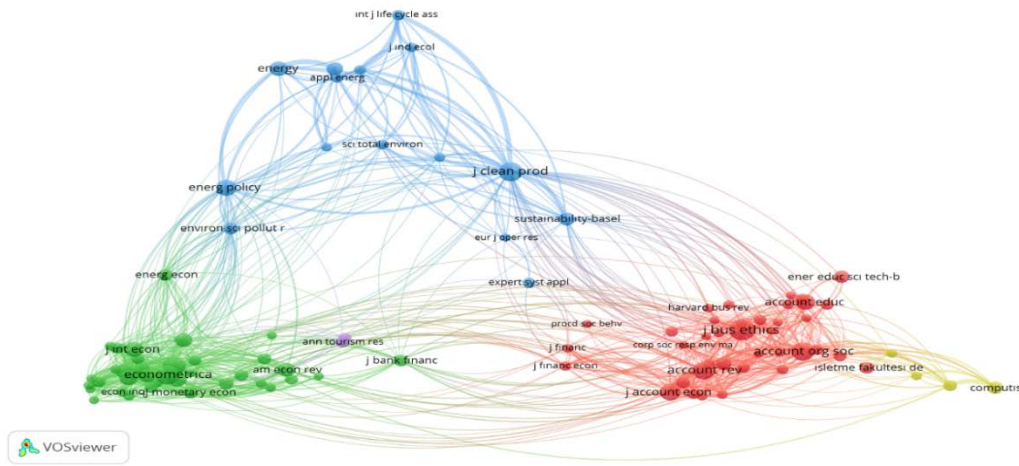 int j life cycle ass
j ind ecol
energy
appl energ
sci total environ
j clean prod
energ policy
sustainability-basel
environ sci pollut r
eur j oper res
energ econ
expert syst appl
ener educ sci tech-b
account educ
harvard bus rev
procd soc behv
j bus ethics
ann tourism res
corp soc resp env ma
j int econ
j financ
account org soc
j bank financ
j financ econ
am econ rev
account rev
isletme fakultesi de
econometrica
econ inq
j monetary econ
j account econ
computıs
VOSviewer